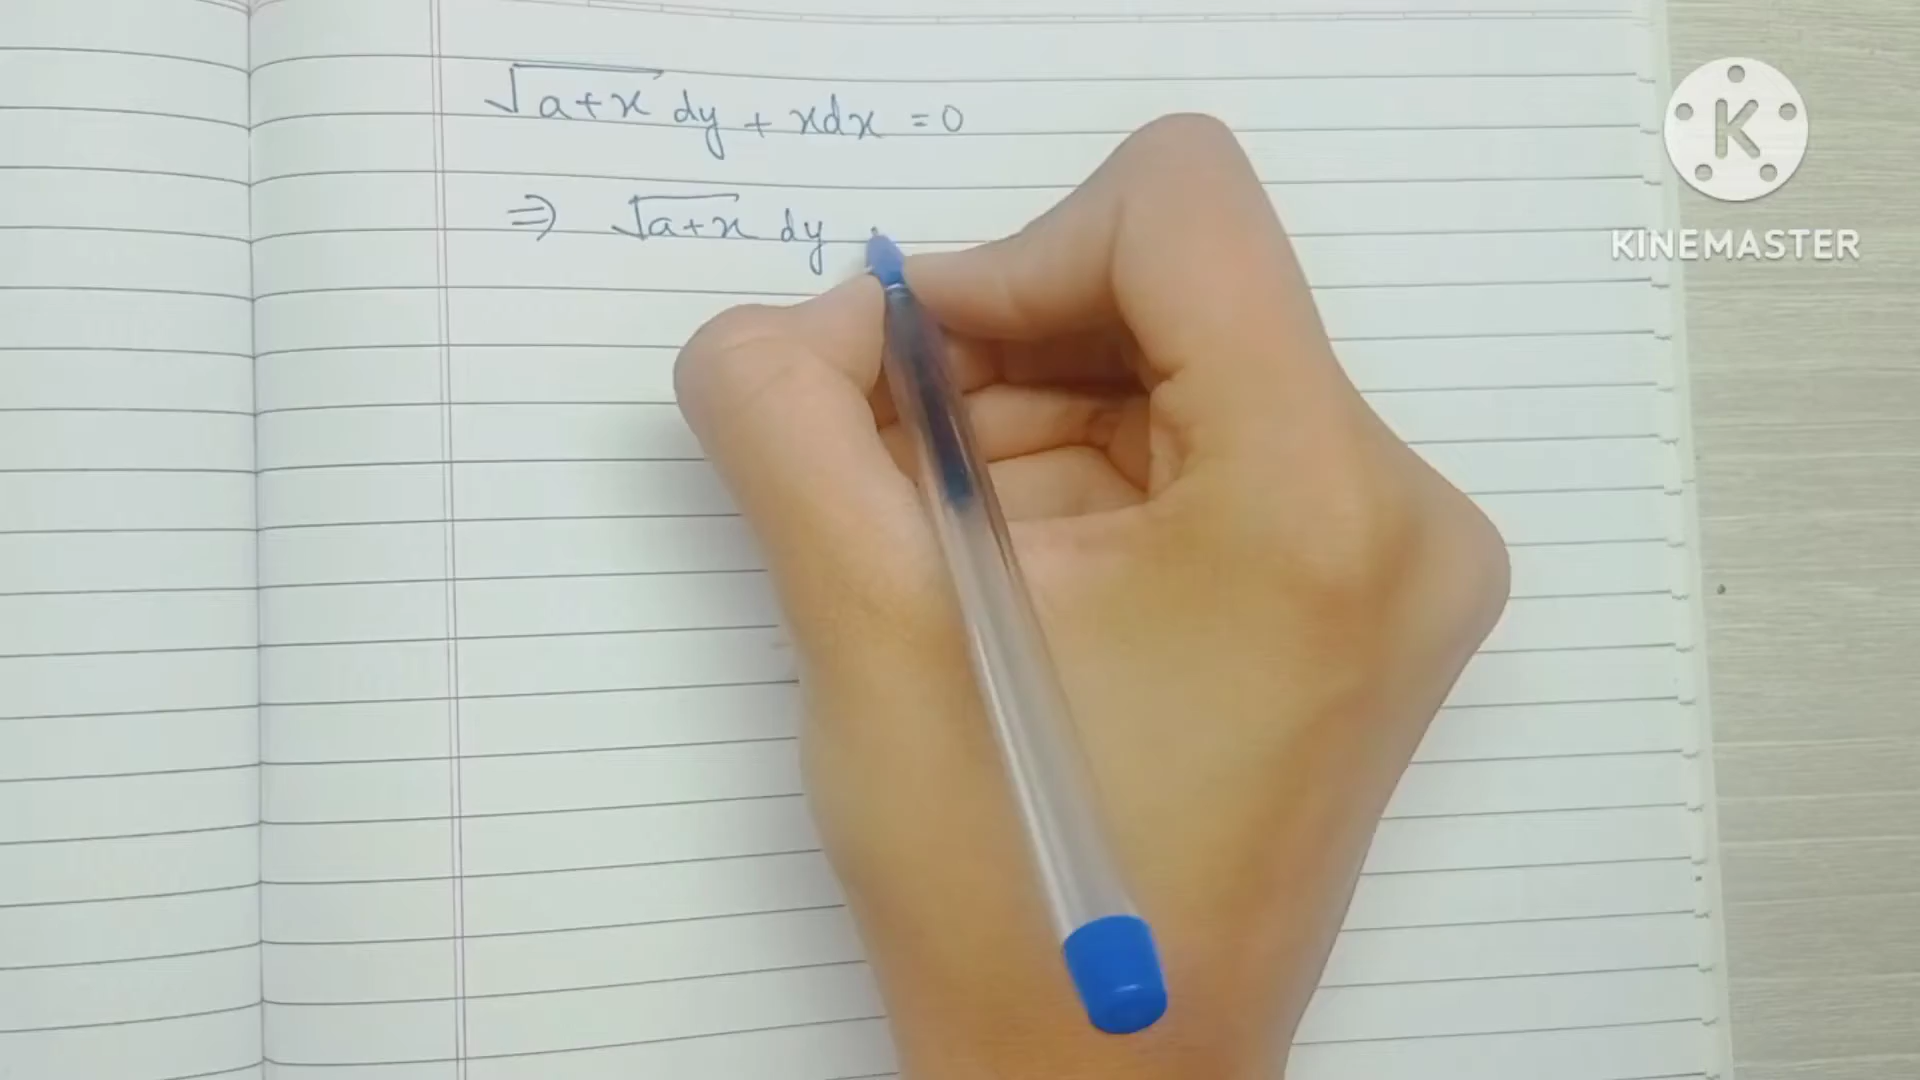 √a+x dy + xdx = 0
⇒ √a+x dy
K
KINEMASTER